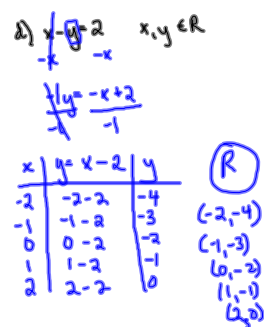 d) x-y=2 x,y ∈R
-x -x
-1y = -x+2
-1 -1
x | y= x-2 | y R
-2 | -2-2 | -4
-1 | -1-2 | -3 (-2,-4)
0 | 0-2 | -2 (-1,-3)
1 | 1-2 | -1 (0,-2)
2 | 2-2 | 0 (1,-1)
(2,0)